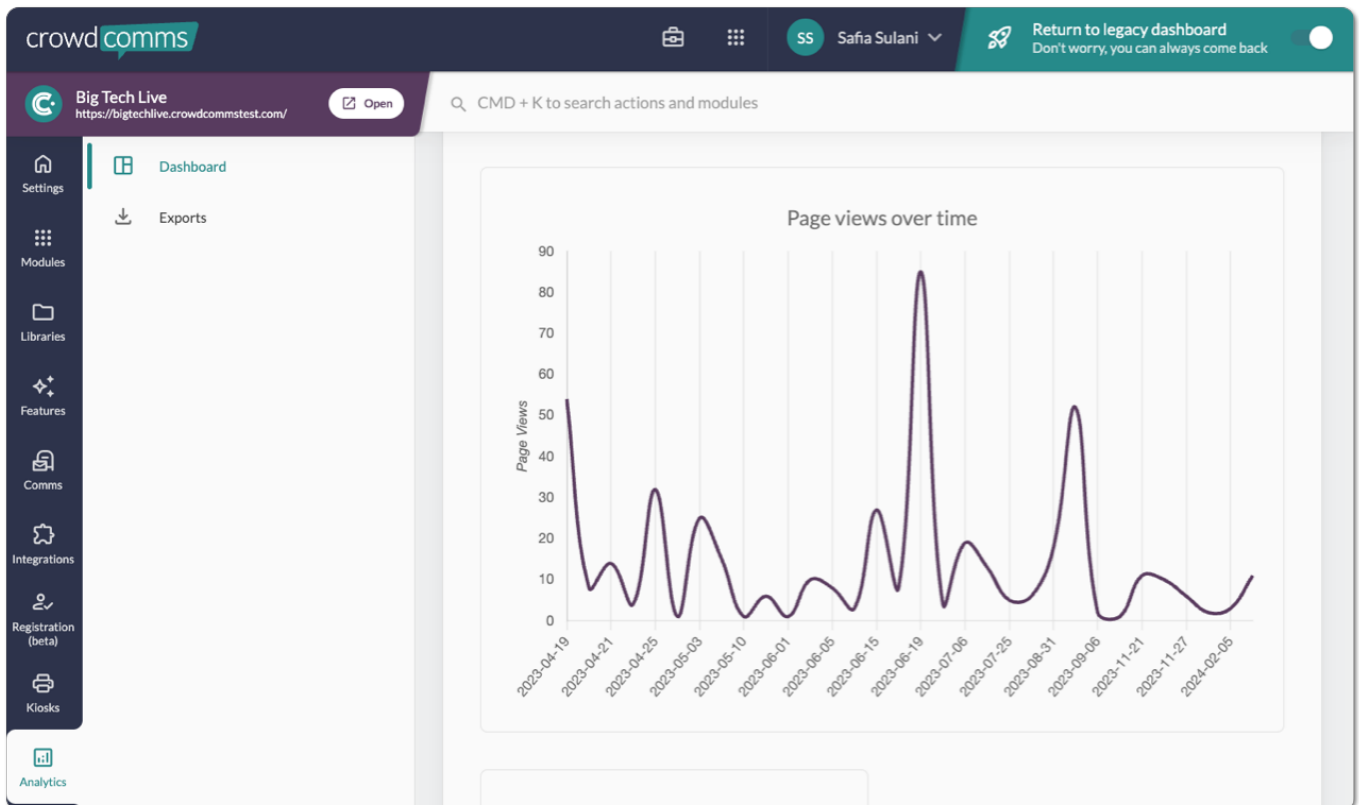 crowdcomms
SS
Safia Sulani
Return to legacy dashboard
Don't worry, you can always come back
Big Tech Live
https://bigtechlive.crowdcommstest.com/
Open
CMD + K to search actions and modules
Settings
Modules
Libraries
Features
Comms
Integrations
Registration
(beta)
Kiosks
Analytics
Dashboard
Exports
Page views over time
Page Views
90
80
70
60
50
40
30
20
10
0
2023-04-19
2023-04-21
2023-04-25
2023-05-03
2023-05-10
2023-06-01
2023-06-05
2023-06-15
2023-06-19
2023-07-06
2023-07-25
2023-08-31
2023-09-06
2023-11-21
2023-11-27
2024-02-05